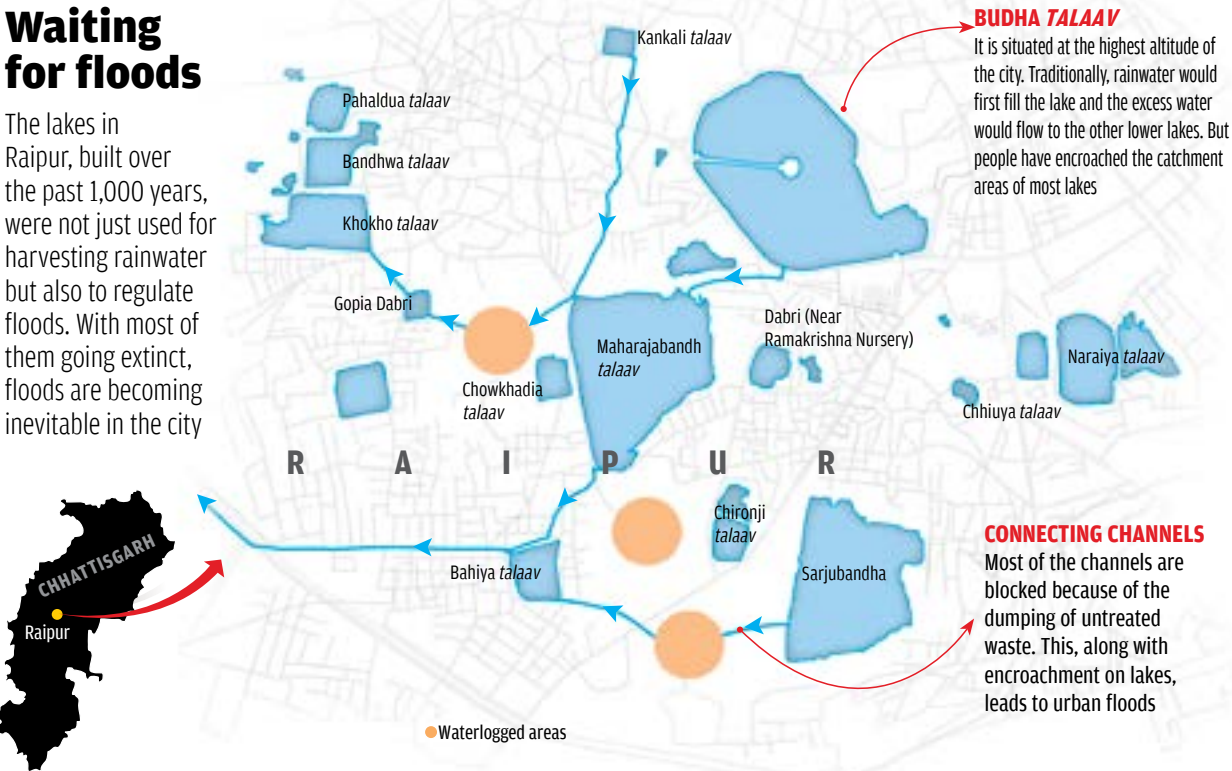 Waiting
for floods
The lakes in
Raipur, built over
the past 1,000 years,
were not just used for
harvesting rainwater
but also to regulate
floods. With most of
them going extinct,
floods are becoming
inevitable in the city
BUDHA TALAAV
It is situated at the highest altitude of
the city. Traditionally, rainwater would
first fill the lake and the excess water
would flow to the other lower lakes. But
people have encroached the catchment
areas of most lakes
Kankali talaav
Pahaldua talaav
Bandhwa talaav
Khokho talaav
Gopia Dabri
Chowkhadia
talaav
Maharajabandh
talaav
Dabri (Near
Ramakrishna Nursery)
Naraiya talaav
Chhiuya talaav
R A I P U R
Chironji
talaav
Bahiya talaav
Sarjubandha
CHHATTISGARH
Raipur
CONNECTING CHANNELS
Most of the channels are
blocked because of the
dumping of untreated
waste. This, along with
encroachment on lakes,
leads to urban floods
Waterlogged areas